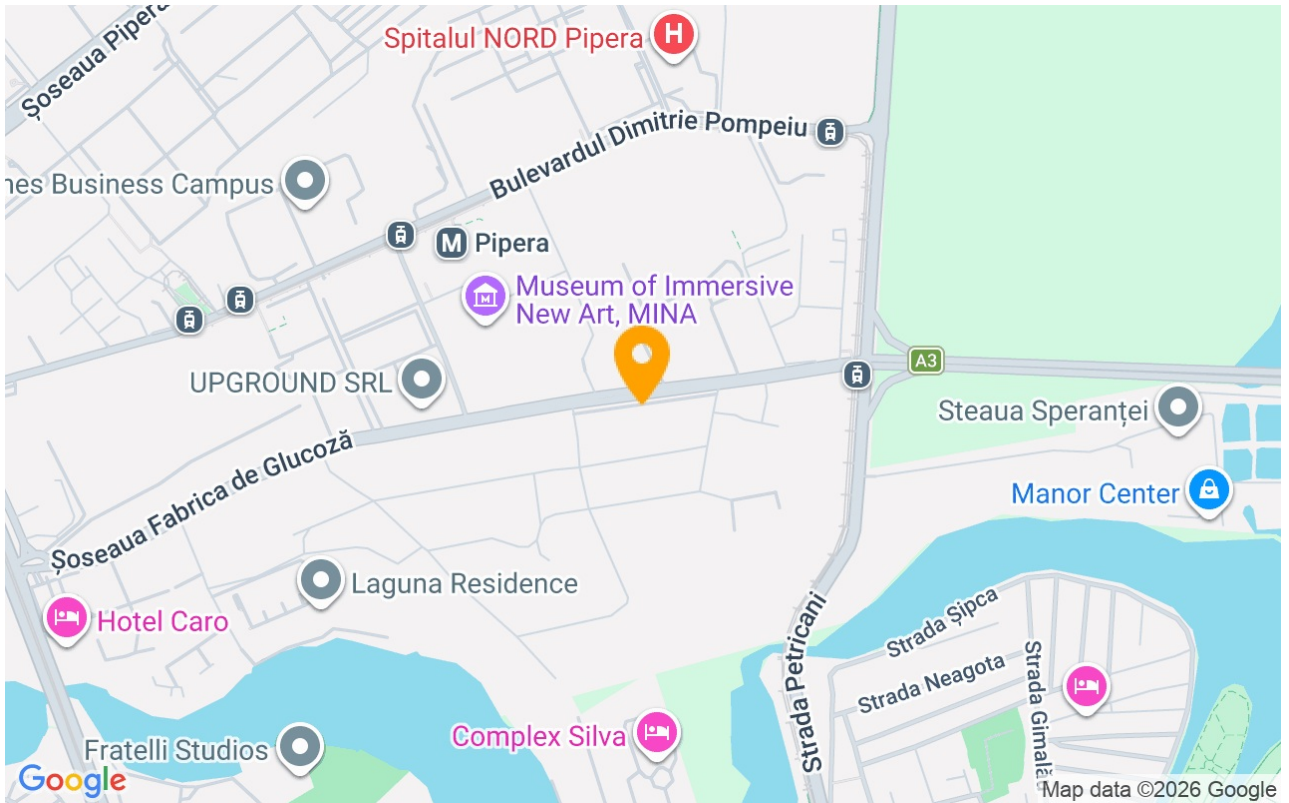 Șoseaua Pipera
Spitalul NORD Pipera
H
Bulevardul Dimitrie Pompeiu
nes Business Campus
M Pipera
Museum of Immersive
New Art, MINA
UPGROUND SRL
A3
Steaua Speranței
Șoseaua Fabrica de Glucoză
Manor Center
Laguna Residence
Hotel Caro
Strada Petricani
Strada Șipca
Strada Neagota
Strada Gimalău
Complex Silva
Fratelli Studios
Google
Map data ©2026 Google